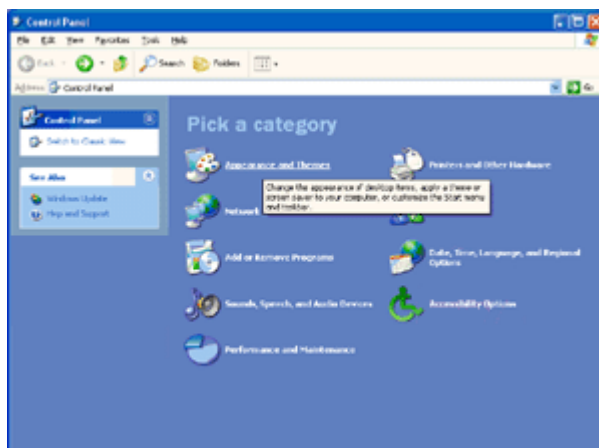 Control Panel
File Edit View Favorites Tools Help
Back Search Folders
Address Control Panel Go
Control Panel
Switch to Classic View
See Also
Windows Update
Help and Support
Pick a category
Appearance and Themes
Printers and Other Hardware
Change the appearance of desktop items, apply a theme or
screen saver to your computer, or customize the Start menu
and taskbar.
Network
Add or Remove Programs
Date, Time, Language, and Regional
Options
Sounds, Speech, and Audio Devices
Accessibility Options
Performance and Maintenance